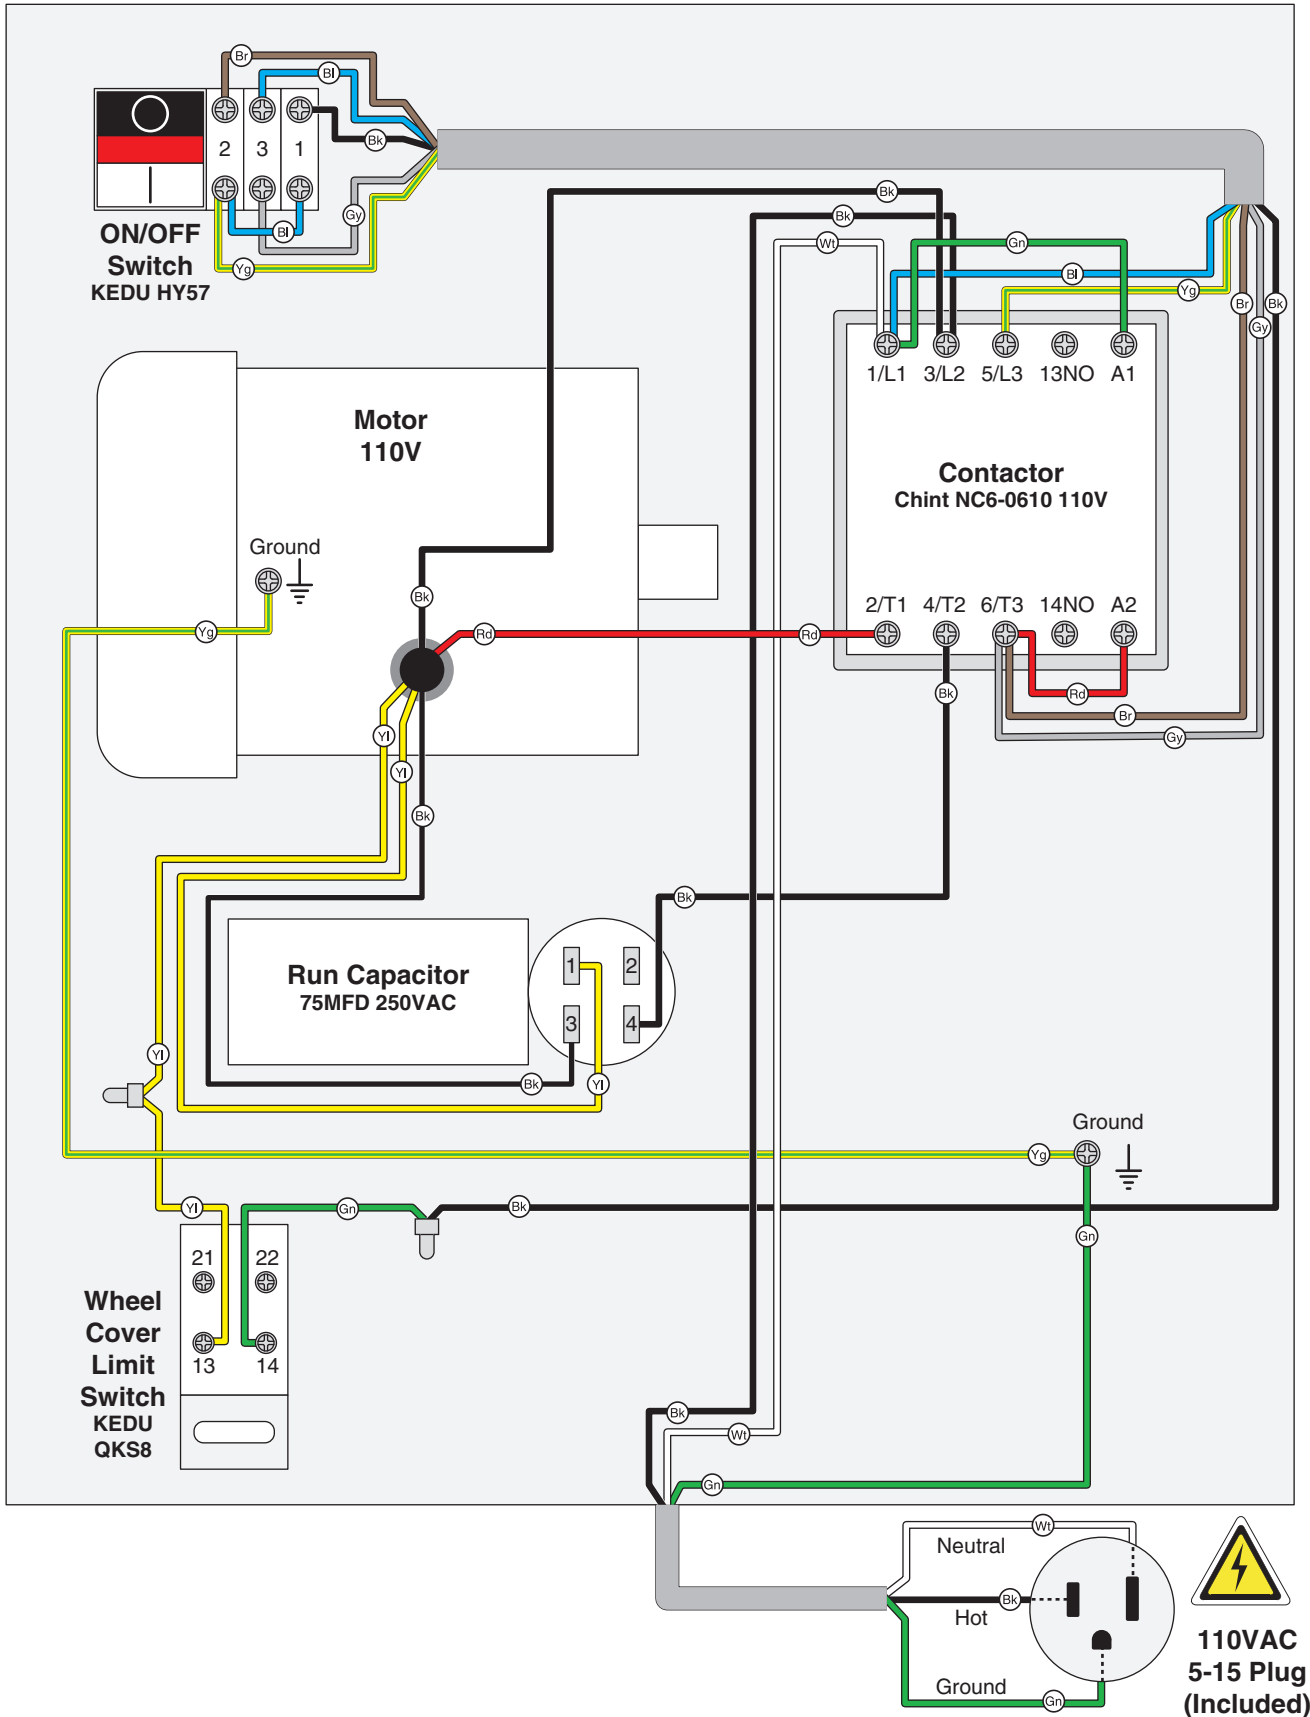 Br
Bl
Bk
2 3 1
Gy
Bl
Yg
ON/OFF
Switch
KEDU HY57
Bk
Bk
Wt
Gn
Bl
Yg
Br
Bk
Gy
1/L1 3/L2 5/L3 13NO A1
Motor
110V
Contactor
Chint NC6-0610 110V
Ground
Bk
2/T1 4/T2 6/T3 14NO A2
Yg
Rd
Rd
Bk
Rd
Br
Gy
Yl
Yl
Bk
Bk
Run Capacitor
75MFD 250VAC
1 2
3 4
Yl
Bk
Yl
Ground
Yg
Yl
Gn
Bk
Gn
21 22
13 14
Wheel
Cover
Limit
Switch
KEDU
QKS8
Bk
Wt
Gn
Neutral
Wt
Hot
Bk
Ground
Gn
110VAC
5-15 Plug
(Included)